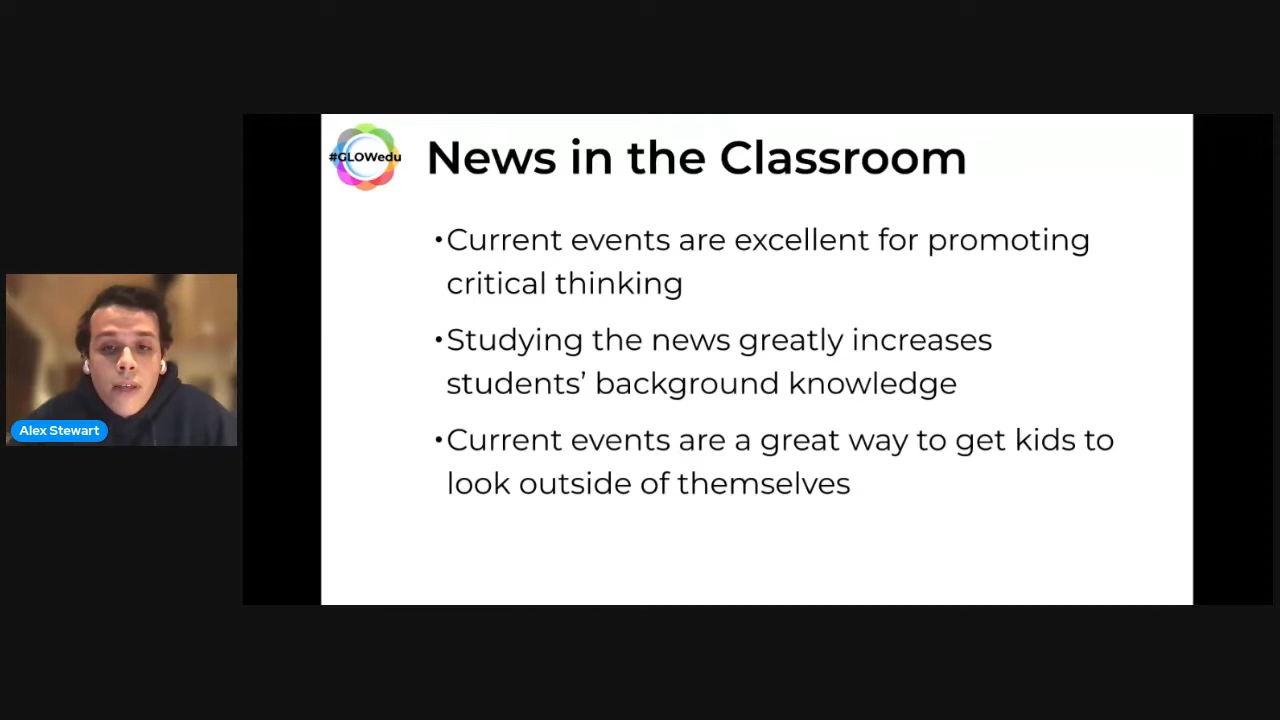 #GLOWedu
News in the Classroom
•Current events are excellent for promoting
critical thinking
•Studying the news greatly increases
students’ background knowledge
•Current events are a great way to get kids to
look outside of themselves
Alex Stewart